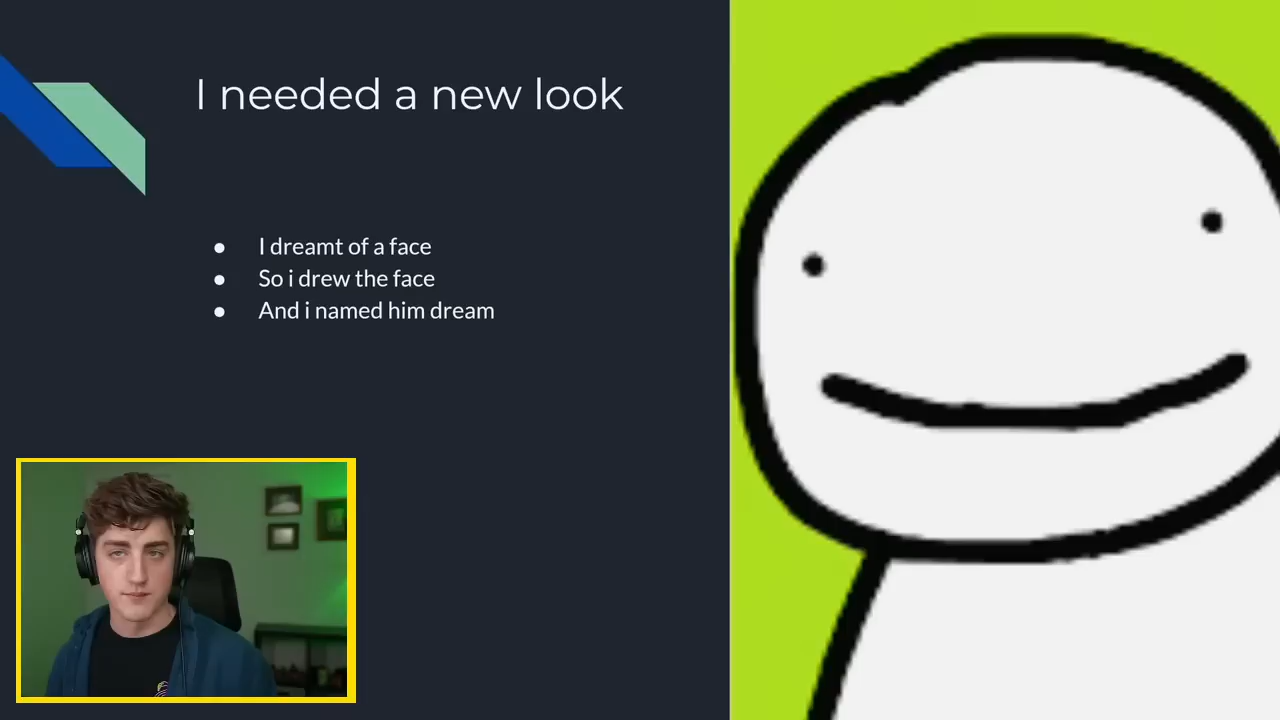 I needed a new look
● I dreamt of a face
● So i drew the face
● And i named him dream